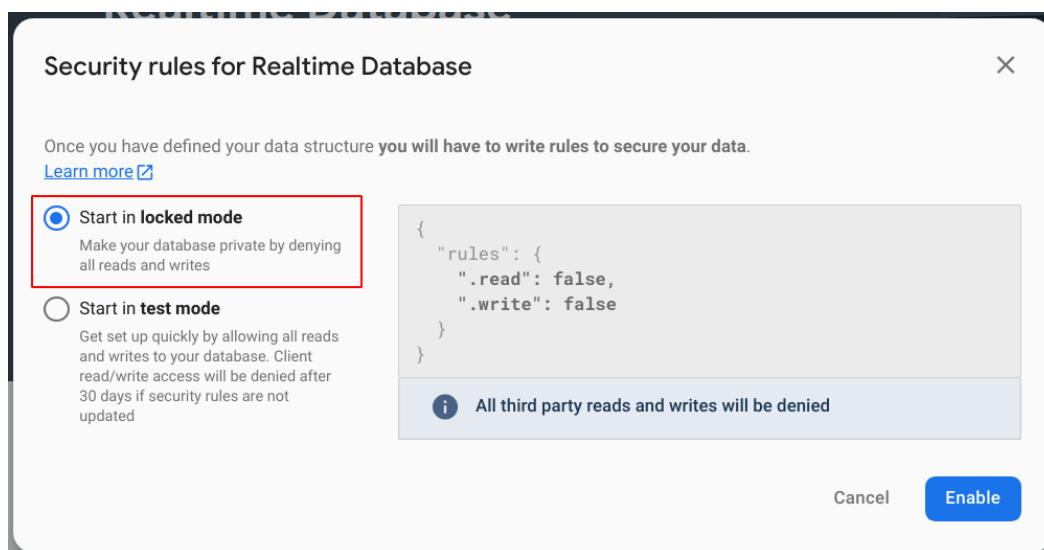 Realtime Database
Security rules for Realtime Database
Once you have defined your data structure you will have to write rules to secure your data.
Learn more
Start in locked mode
Make your database private by denying
all reads and writes
Start in test mode
Get set up quickly by allowing all reads
and writes to your database. Client
read/write access will be denied after
30 days if security rules are not
updated
{
"rules": {
".read": false,
".write": false
}
}
All third party reads and writes will be denied
Cancel
Enable